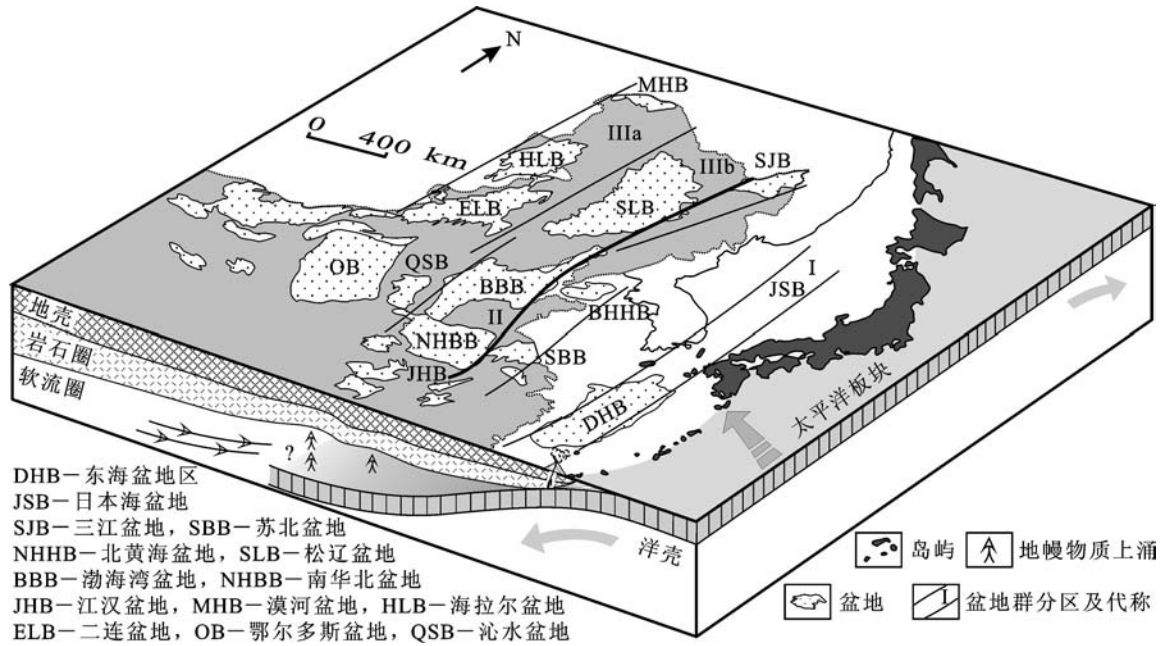 N
0 400 km
MHB
IIIa
HLB
IIIb
SJB
ELB
SLB
OB
QSB
BBB
I
JSB
II
BHHB
NHBB
SBB
JHB
DHB
地壳
岩石圈
软流圈
?
太平洋板块
洋壳
DHB－东海盆地区
JSB－日本海盆地
SJB－三江盆地，SBB－苏北盆地
NHHB－北黄海盆地，SLB－松辽盆地
BBB－渤海湾盆地，NHBB－南华北盆地
JHB－江汉盆地，MHB－漠河盆地，HLB－海拉尔盆地
ELB－二连盆地，OB－鄂尔多斯盆地，QSB－沁水盆地
岛屿
地幔物质上涌
盆地
I
盆地群分区及代称